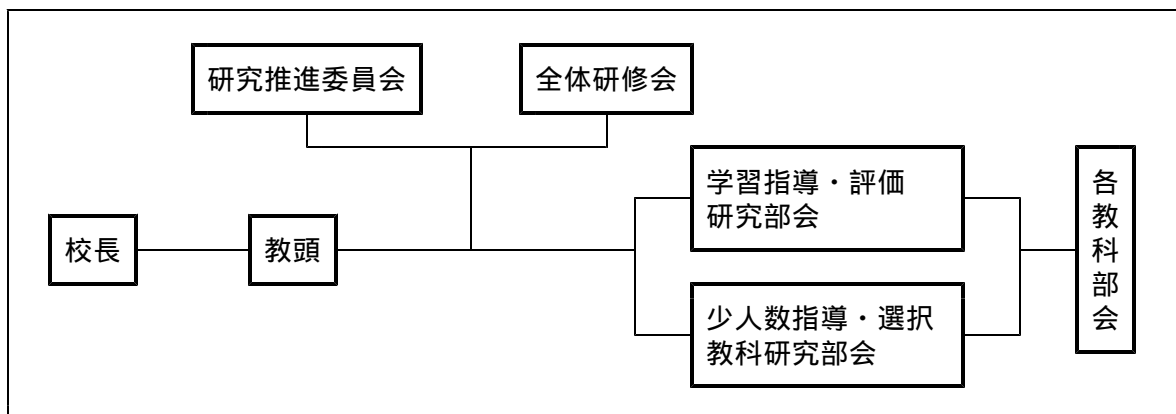 研究推進委員会
全体研修会
学習指導・評価
研究部会
各教科部会
校長
教頭
少人数指導・選択
教科研究部会